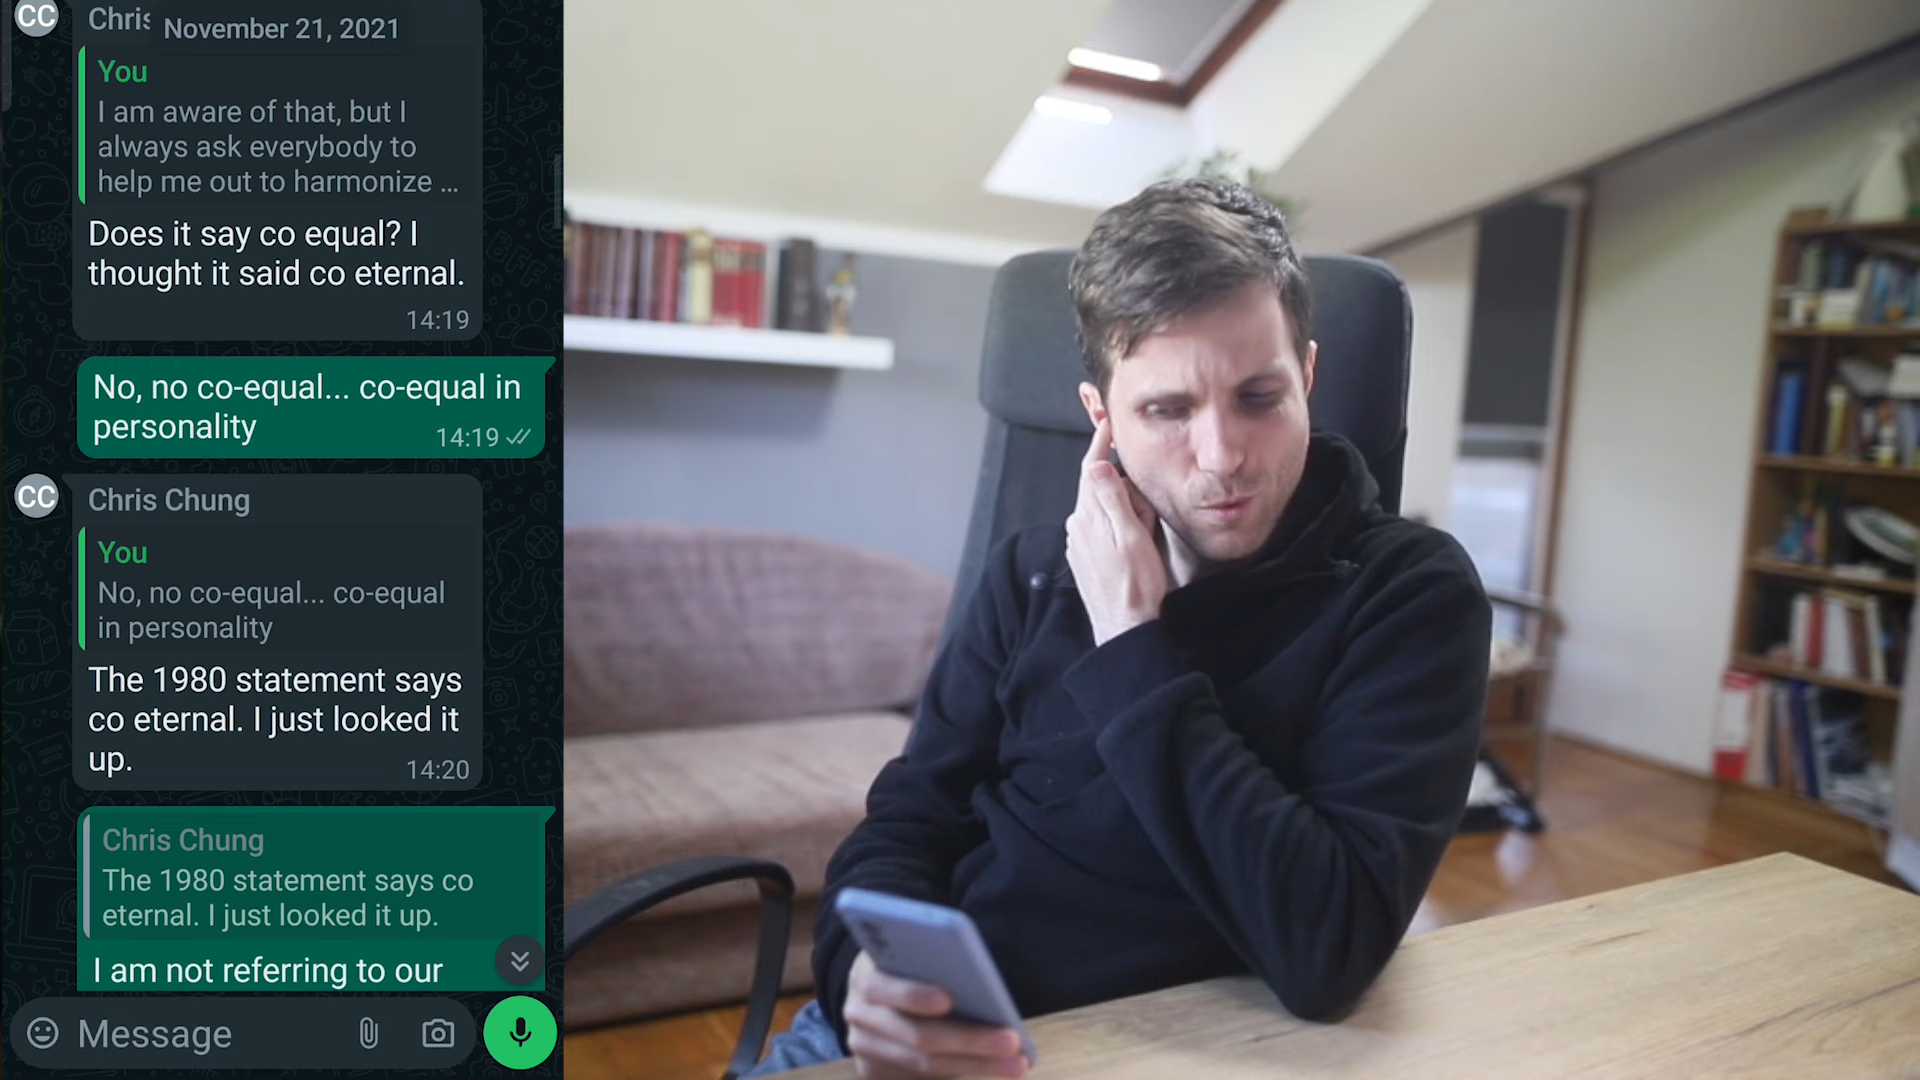 CC
Chris
November 21, 2021
You
I am aware of that, but I
always ask everybody to
help me out to harmonize ...
Does it say co equal? I
thought it said co eternal.
14:19
No, no co-equal... co-equal in
personality
14:19
CC
Chris Chung
You
No, no co-equal... co-equal
in personality
The 1980 statement says
co eternal. I just looked it
up.
14:20
Chris Chung
The 1980 statement says co
eternal. I just looked it up.
I am not referring to our
Message